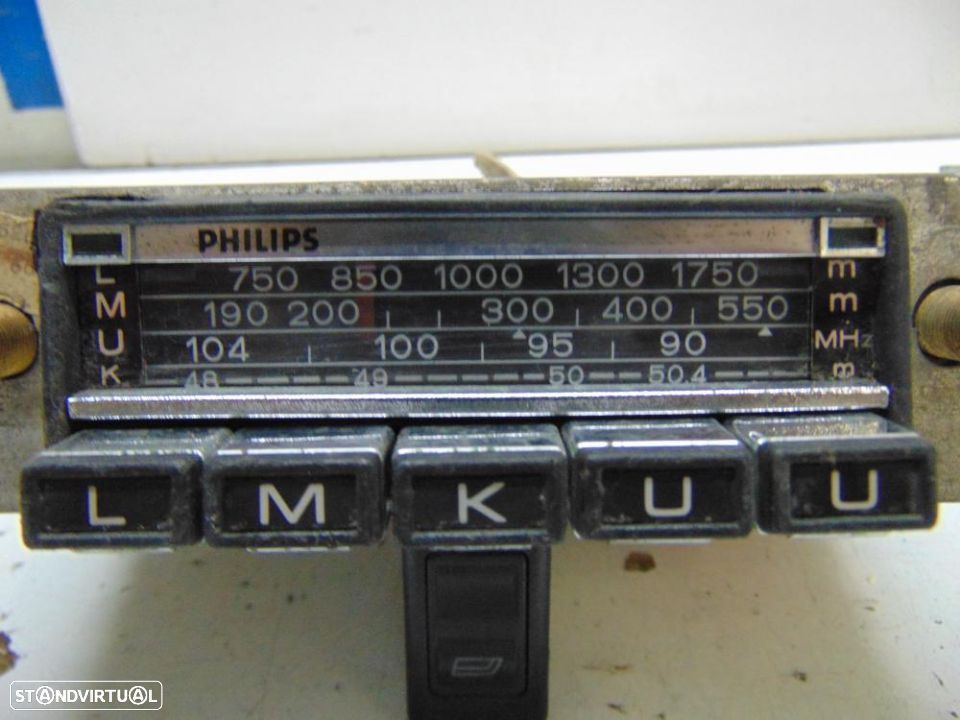 PHILIPS
L 750 850 1000 1300 1750 m
M 190 200 300 400 550 m
U 104 100 95 90 MHz
K 48 49 50 50.4 m
L M K U U
STANDVIRTUAL